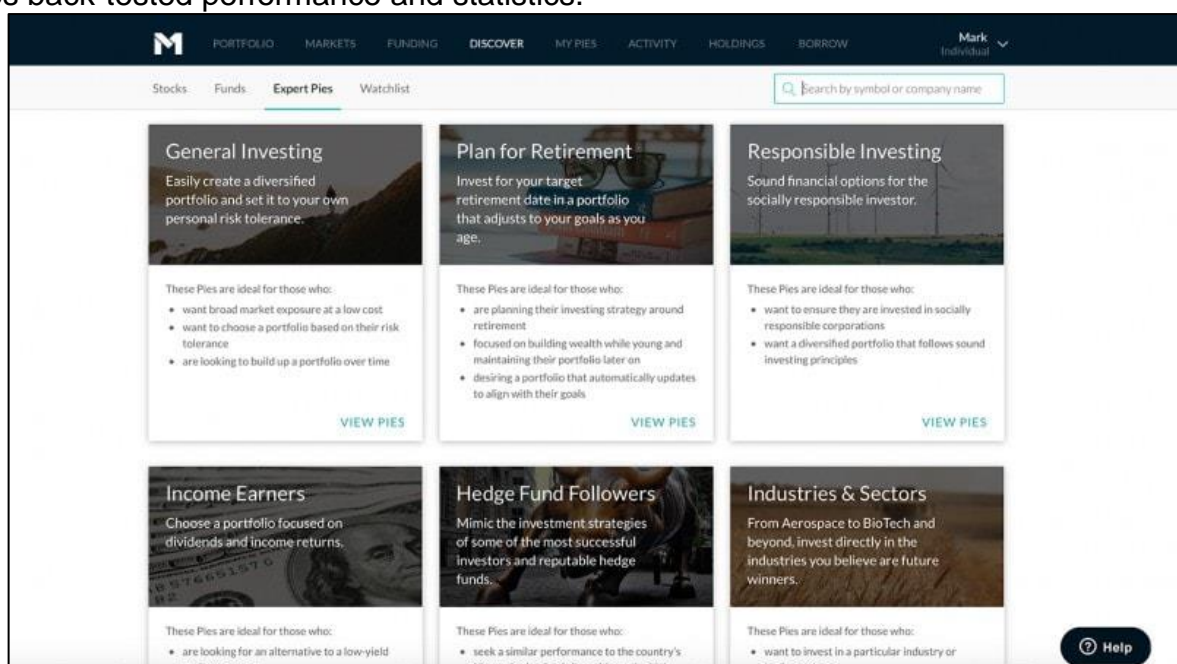 back-tested performance and statistics.
M PORTFOLIO MARKETS FUNDING DISCOVER MY PIES ACTIVITY HOLDINGS BORROW Mark
Individual
Stocks Funds Expert Pies Watchlist Search by symbol or company name
General Investing
Easily create a diversified
portfolio and set it to your own
personal risk tolerance.
These Pies are ideal for those who:
• want broad market exposure at a low cost
• want to choose a portfolio based on their risk
tolerance
• are looking to build up a portfolio over time
VIEW PIES
Plan for Retirement
Invest for your target
retirement date in a portfolio
that adjusts to your goals as you
age.
These Pies are ideal for those who:
• are planning their investing strategy around
retirement
• focused on building wealth while young and
maintaining their portfolio later on
• desiring a portfolio that automatically updates
to align with their goals
VIEW PIES
Responsible Investing
Sound financial options for the
socially responsible investor.
These Pies are ideal for those who:
• want to ensure they are invested in socially
responsible corporations
• want a diversified portfolio that follows sound
investing principles
VIEW PIES
Income Earners
Choose a portfolio focused on
dividends and income returns.
These Pies are ideal for those who:
• are looking for an alternative to a low-yield
Hedge Fund Followers
Mimic the investment strategies
of some of the most successful
investors and reputable hedge
funds.
These Pies are ideal for those who:
• seek a similar performance to the country's
Industries & Sectors
From Aerospace to BioTech and
beyond, invest directly in the
industries you believe are future
winners.
These Pies are ideal for those who:
• want to invest in a particular industry or
Help